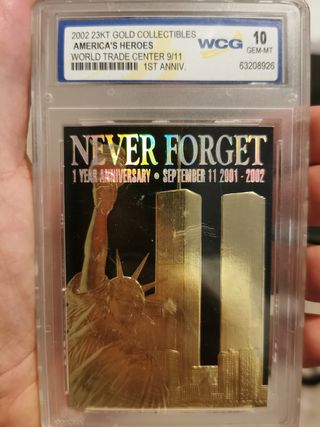 2002 23KT GOLD COLLECTIBLES
AMERICA'S HEROES
WORLD TRADE CENTER 9/11
1ST ANNIV.
WCG
10
GEM-MT
63208926
NEVER FORGET
1 YEAR ANNIVERSARY • SEPTEMBER 11 2001 - 2002